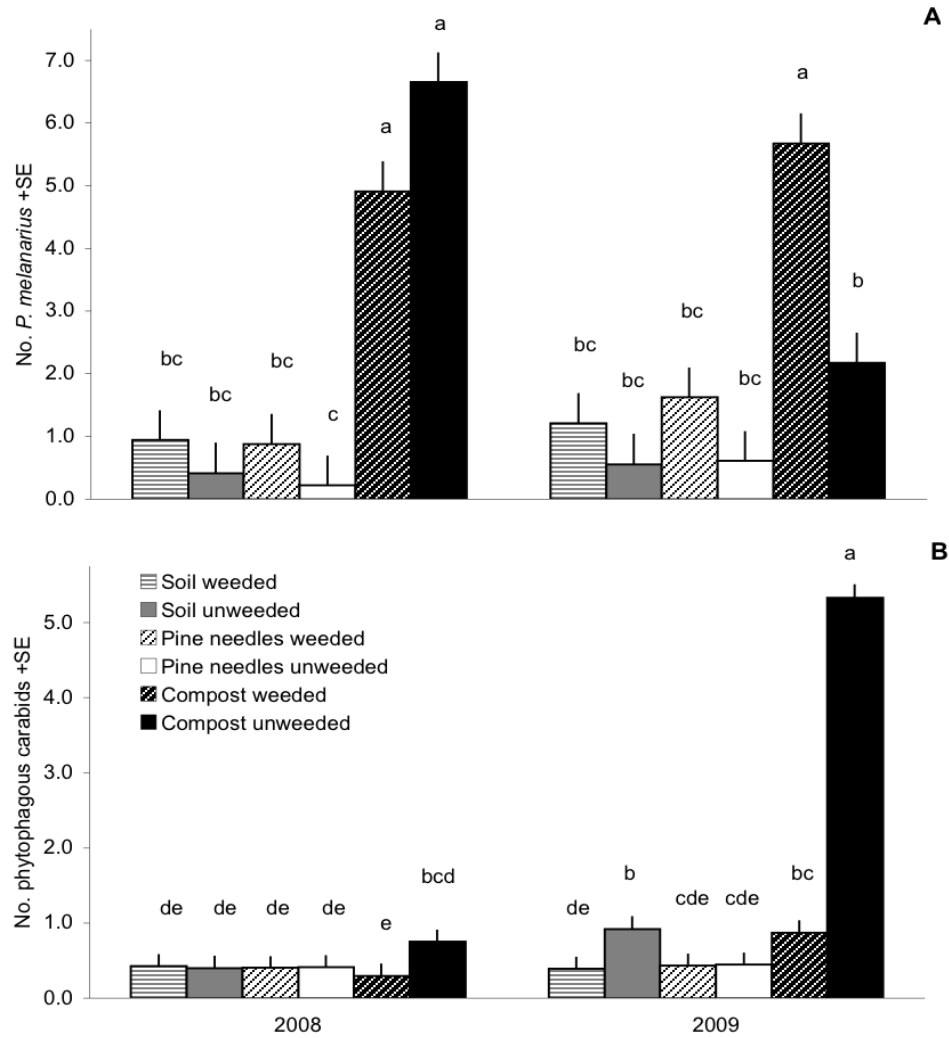 A
No. P. melanarius +SE
7.0
6.0
5.0
4.0
3.0
2.0
1.0
0.0
bc
bc
bc
c
a
a
bc
bc
bc
bc
a
b
B
No. phytophagous carabids +SE
5.0
4.0
3.0
2.0
1.0
0.0
Soil weeded
Soil unweeded
Pine needles weeded
Pine needles unweeded
Compost weeded
Compost unweeded
de
de
de
de
e
bcd
de
b
cde
cde
bc
a
2008
2009